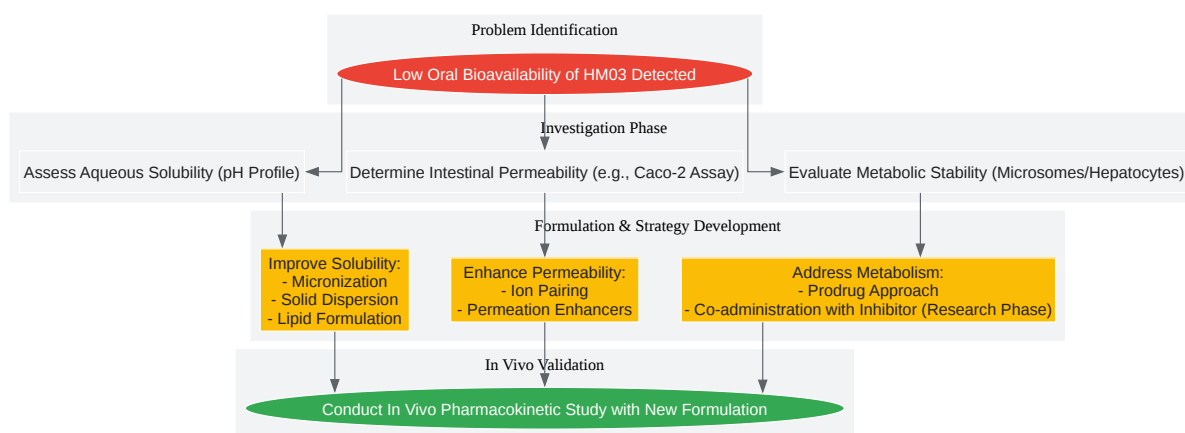 Problem Identification
Low Oral Bioavailability of HM03 Detected
Investigation Phase
Assess Aqueous Solubility (pH Profile)
Determine Intestinal Permeability (e.g., Caco-2 Assay)
Evaluate Metabolic Stability (Microsomes/Hepatocytes)
Formulation & Strategy Development
Improve Solubility:
- Micronization
- Solid Dispersion
- Lipid Formulation
Enhance Permeability:
- Ion Pairing
- Permeation Enhancers
Address Metabolism:
- Prodrug Approach
- Co-administration with Inhibitor (Research Phase)
In Vivo Validation
Conduct In Vivo Pharmacokinetic Study with New Formulation